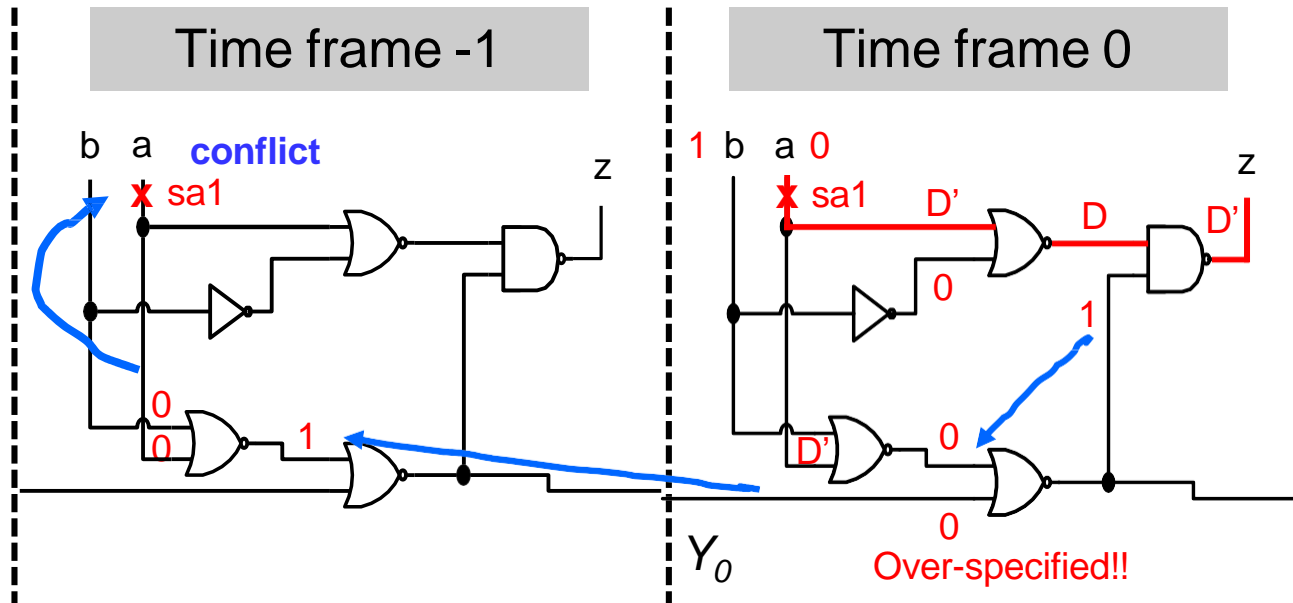 Time frame -1
Time frame 0
b a conflict
sa1
0
0
1
1 b a 0
z
z
sa1
D’
D
D’
0
1
D’
0
0
Y0
Over-specified!!